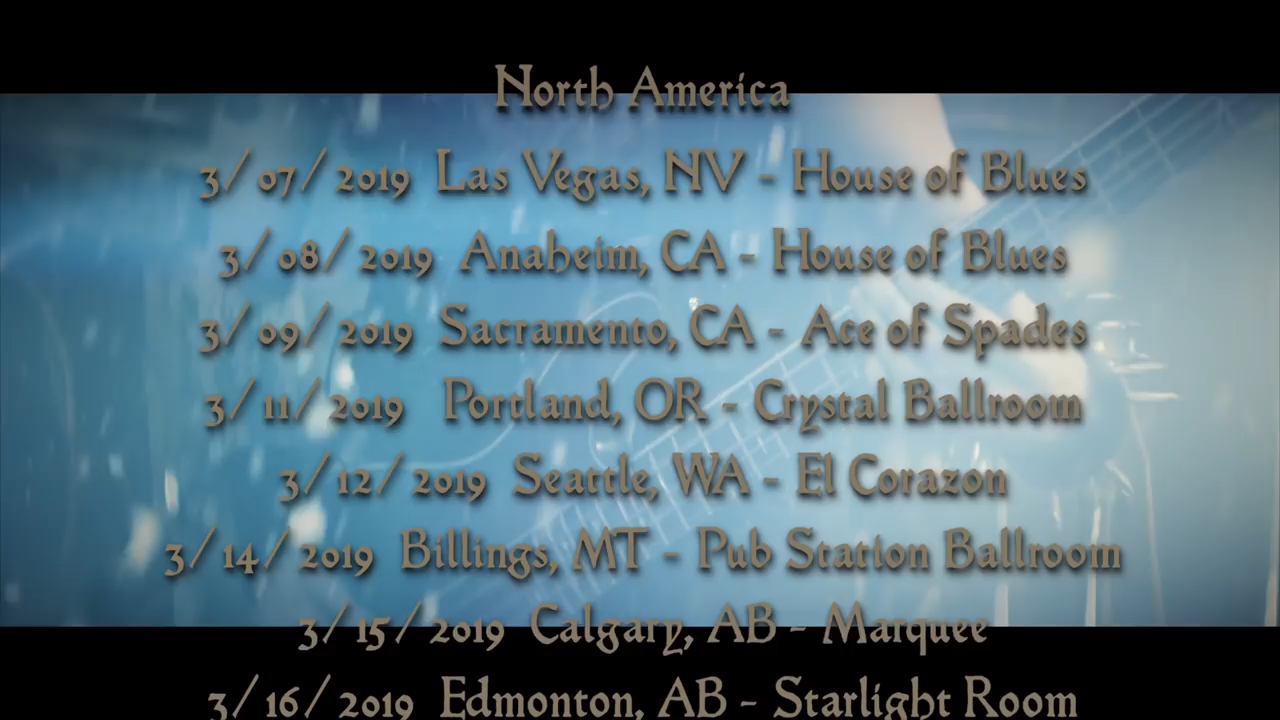 North America
3/07/2019 Las Vegas, NV - House of Blues
3/08/2019 Anaheim, CA - House of Blues
3/09/2019 Sacramento, CA - Ace of Spades
3/11/2019 Portland, OR - Crystal Ballroom
3/12/2019 Seattle, WA - El Corazon
3/14/2019 Billings, MT - Pub Station Ballroom
3/15/2019 Calgary, AB - Marquee
3/16/2019 Edmonton, AB - Starlight Room